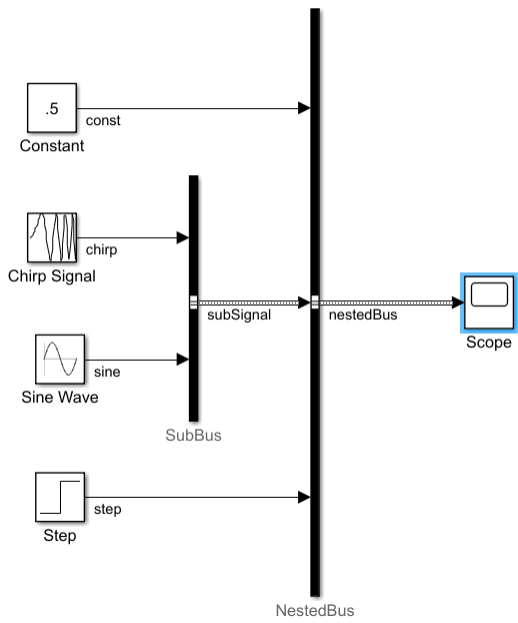 .5
const
Constant
chirp
Chirp Signal
subSignal
nestedBus
Scope
sine
Sine Wave
SubBus
step
Step
NestedBus